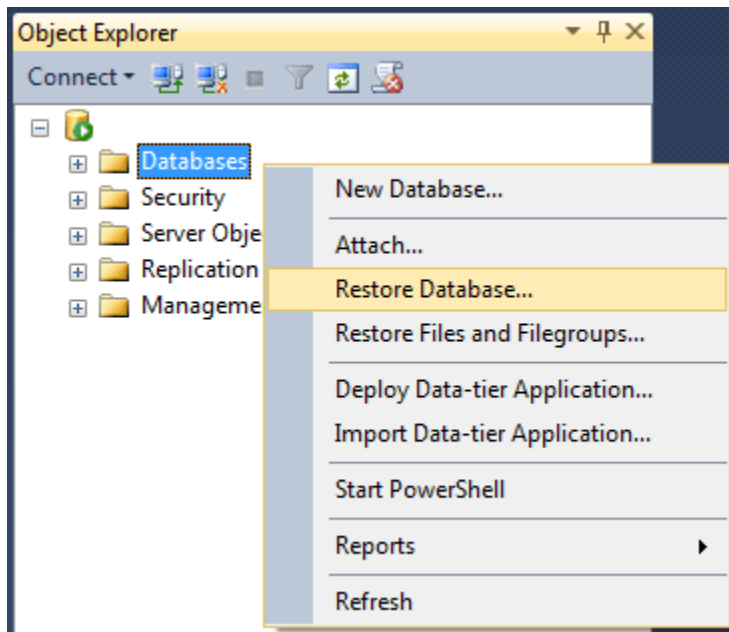 Object Explorer
Connect
Databases
Security
Server Obje
Replication
Manageme
New Database...
Attach...
Restore Database...
Restore Files and Filegroups...
Deploy Data-tier Application...
Import Data-tier Application...
Start PowerShell
Reports
Refresh